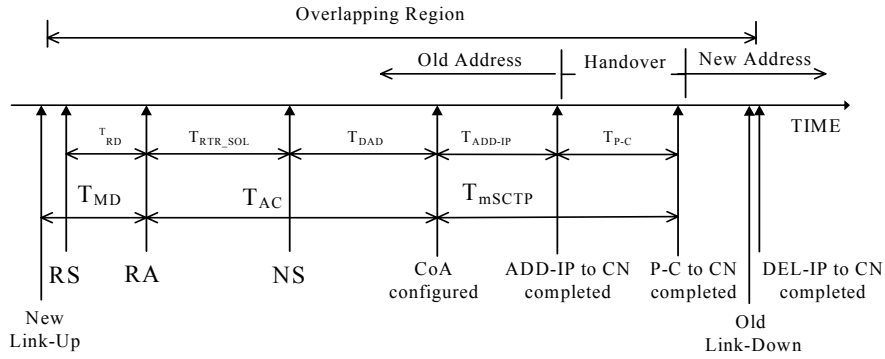 Overlapping Region
Old Address
Handover
New Address
TIME
T_RD
T_RTR_SOL
T_DAD
T_ADD-IP
T_P-C
T_MD
T_AC
T_mSCTP
RS
RA
NS
CoA
configured
ADD-IP to CN
completed
P-C to CN
completed
DEL-IP to CN
completed
New
Link-Up
Old
Link-Down